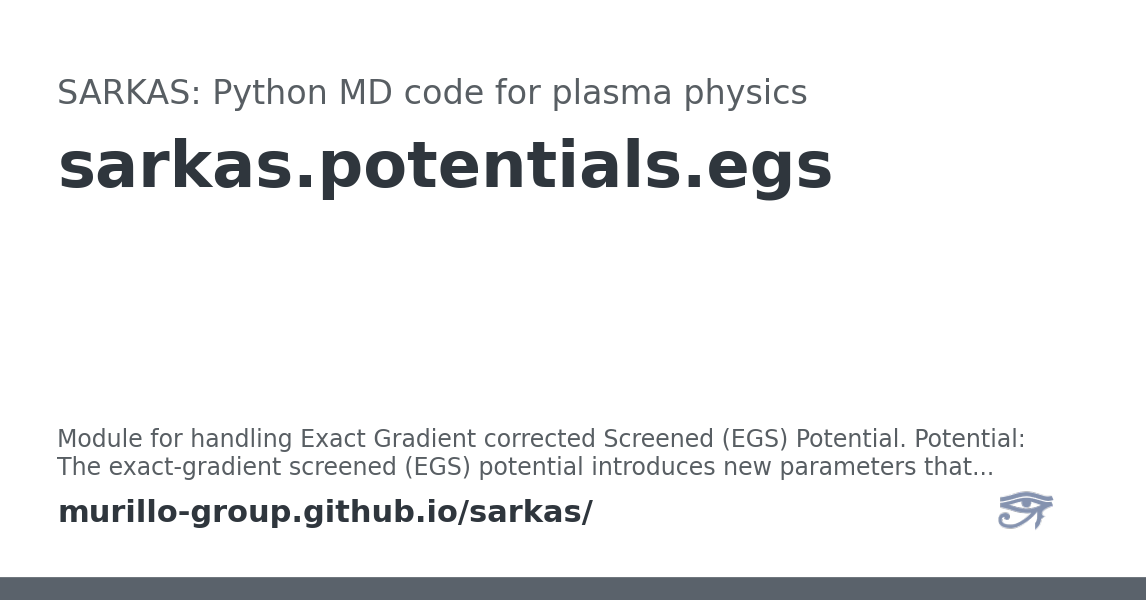 SARKAS: Python MD code for plasma physics
sarkas.potentials.egs
Module for handling Exact Gradient corrected Screened (EGS) Potential. Potential:
The exact-gradient screened (EGS) potential introduces new parameters that...
murillo-group.github.io/sarkas/